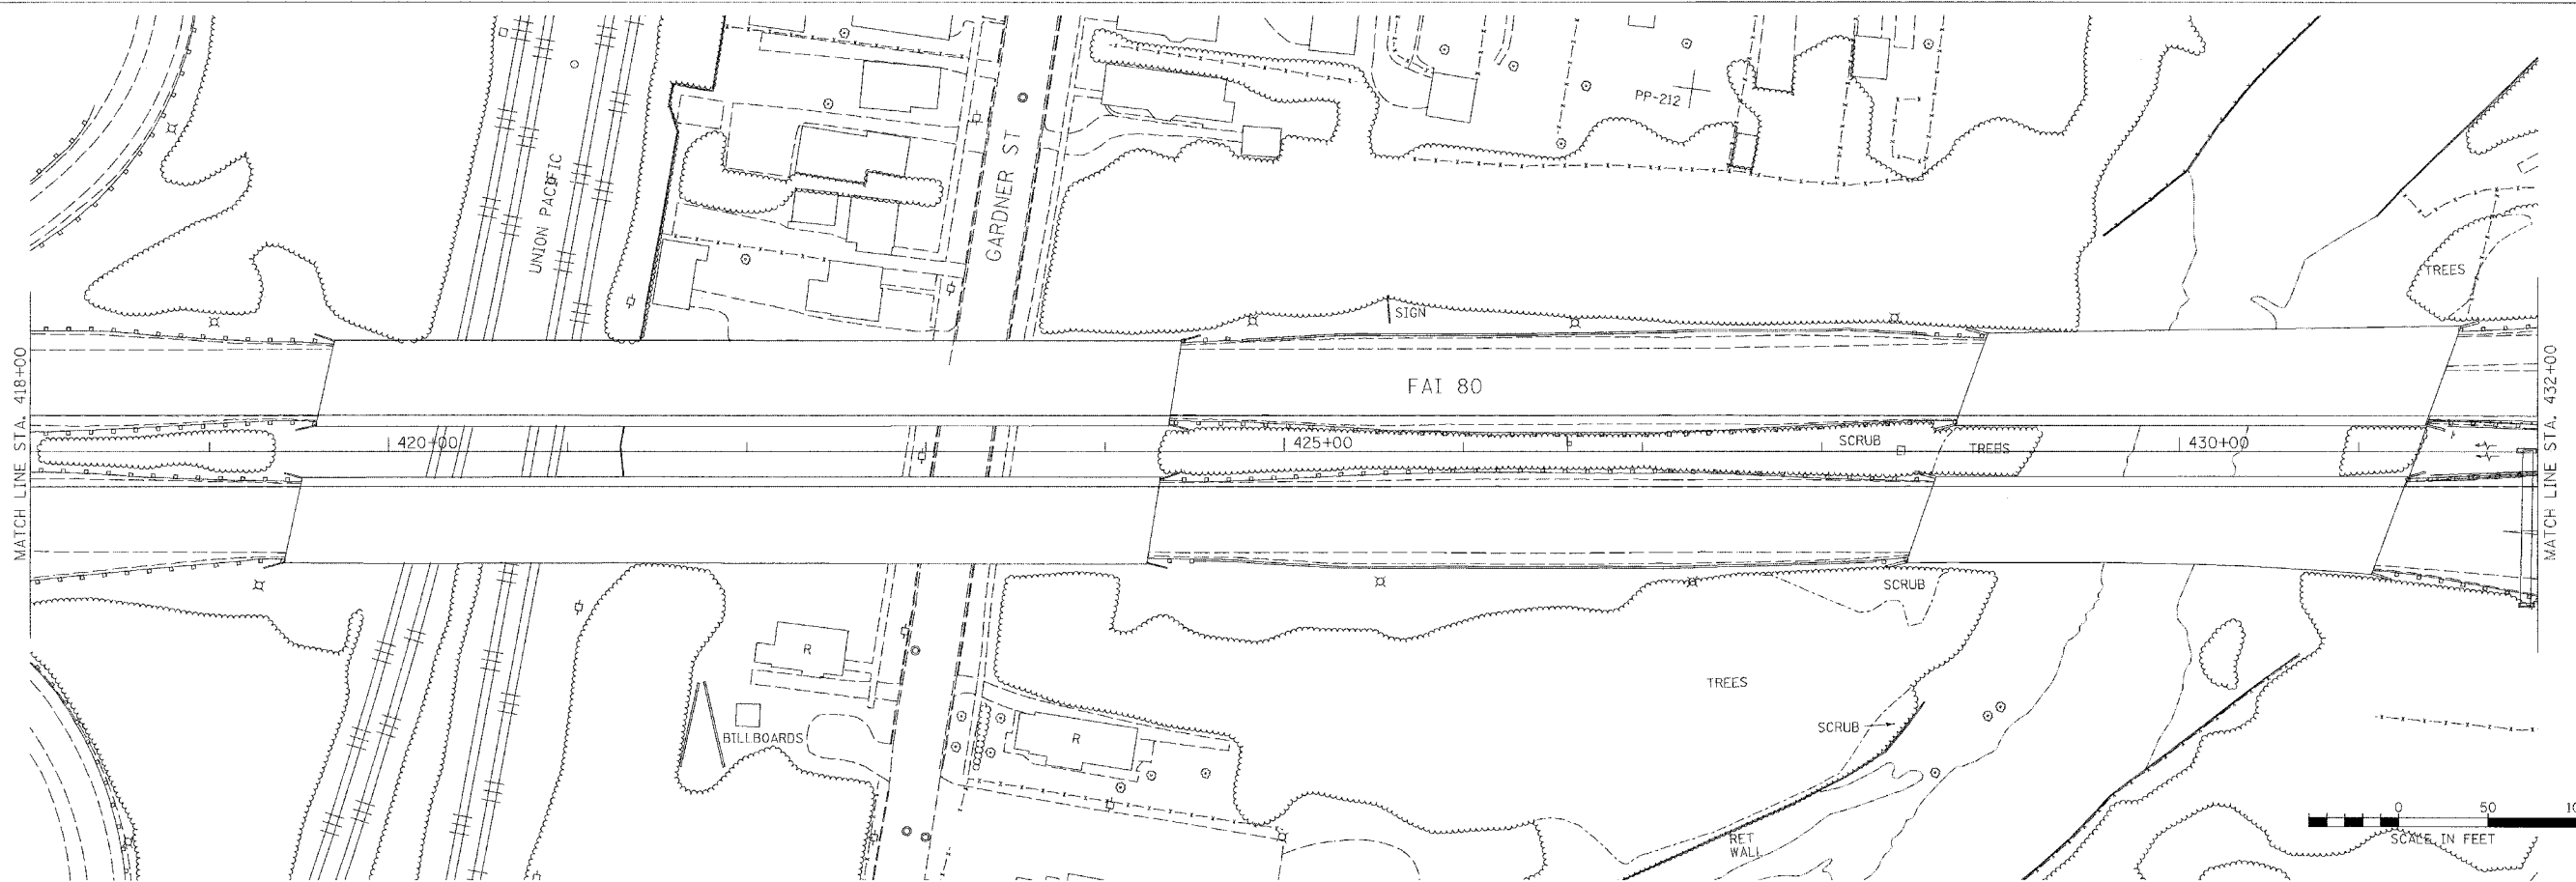 PP-212
UNION PACIFIC
GARDNER ST
TREES
SIGN
MATCH LINE STA. 418+00
MATCH LINE STA. 432+00
FAI 80
420+00
425+00
SCRUB
TREES
430+00
SCRUB
R
TREES
SCRUB
BILLBOARDS
R
0 50
SCALE IN FEET
RET
WALL